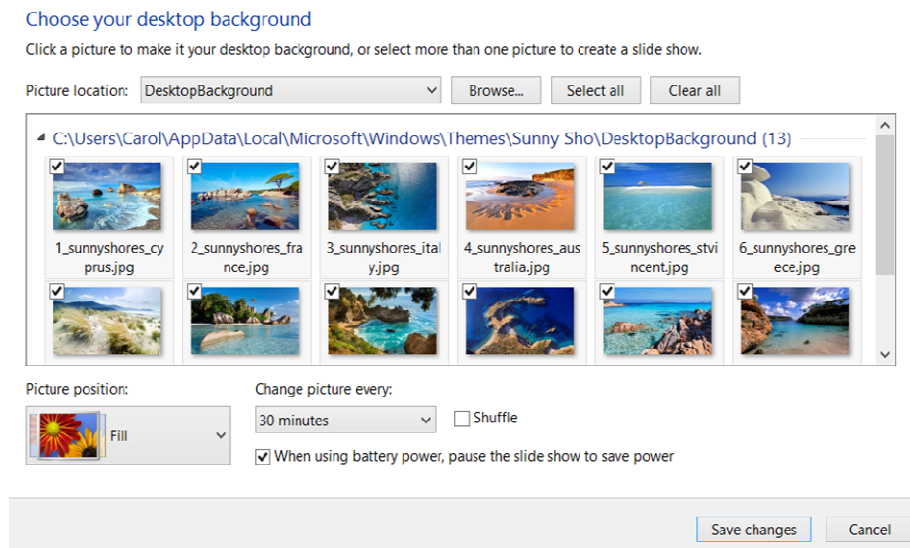 Choose your desktop background
Click a picture to make it your desktop background, or select more than one picture to create a slide show.
Picture location: DesktopBackground Browse... Select all Clear all
C:\Users\Carol\AppData\Local\Microsoft\Windows\Themes\Sunny Sho\DesktopBackground (13)
1_sunnyshores_cy
prus.jpg
2_sunnyshores_fra
nce.jpg
3_sunnyshores_ital
y.jpg
4_sunnyshores_aus
tralia.jpg
5_sunnyshores_stvi
ncent.jpg
6_sunnyshores_gre
ece.jpg
Picture position:
Fill
Change picture every:
30 minutes Shuffle
When using battery power, pause the slide show to save power
Save changes Cancel